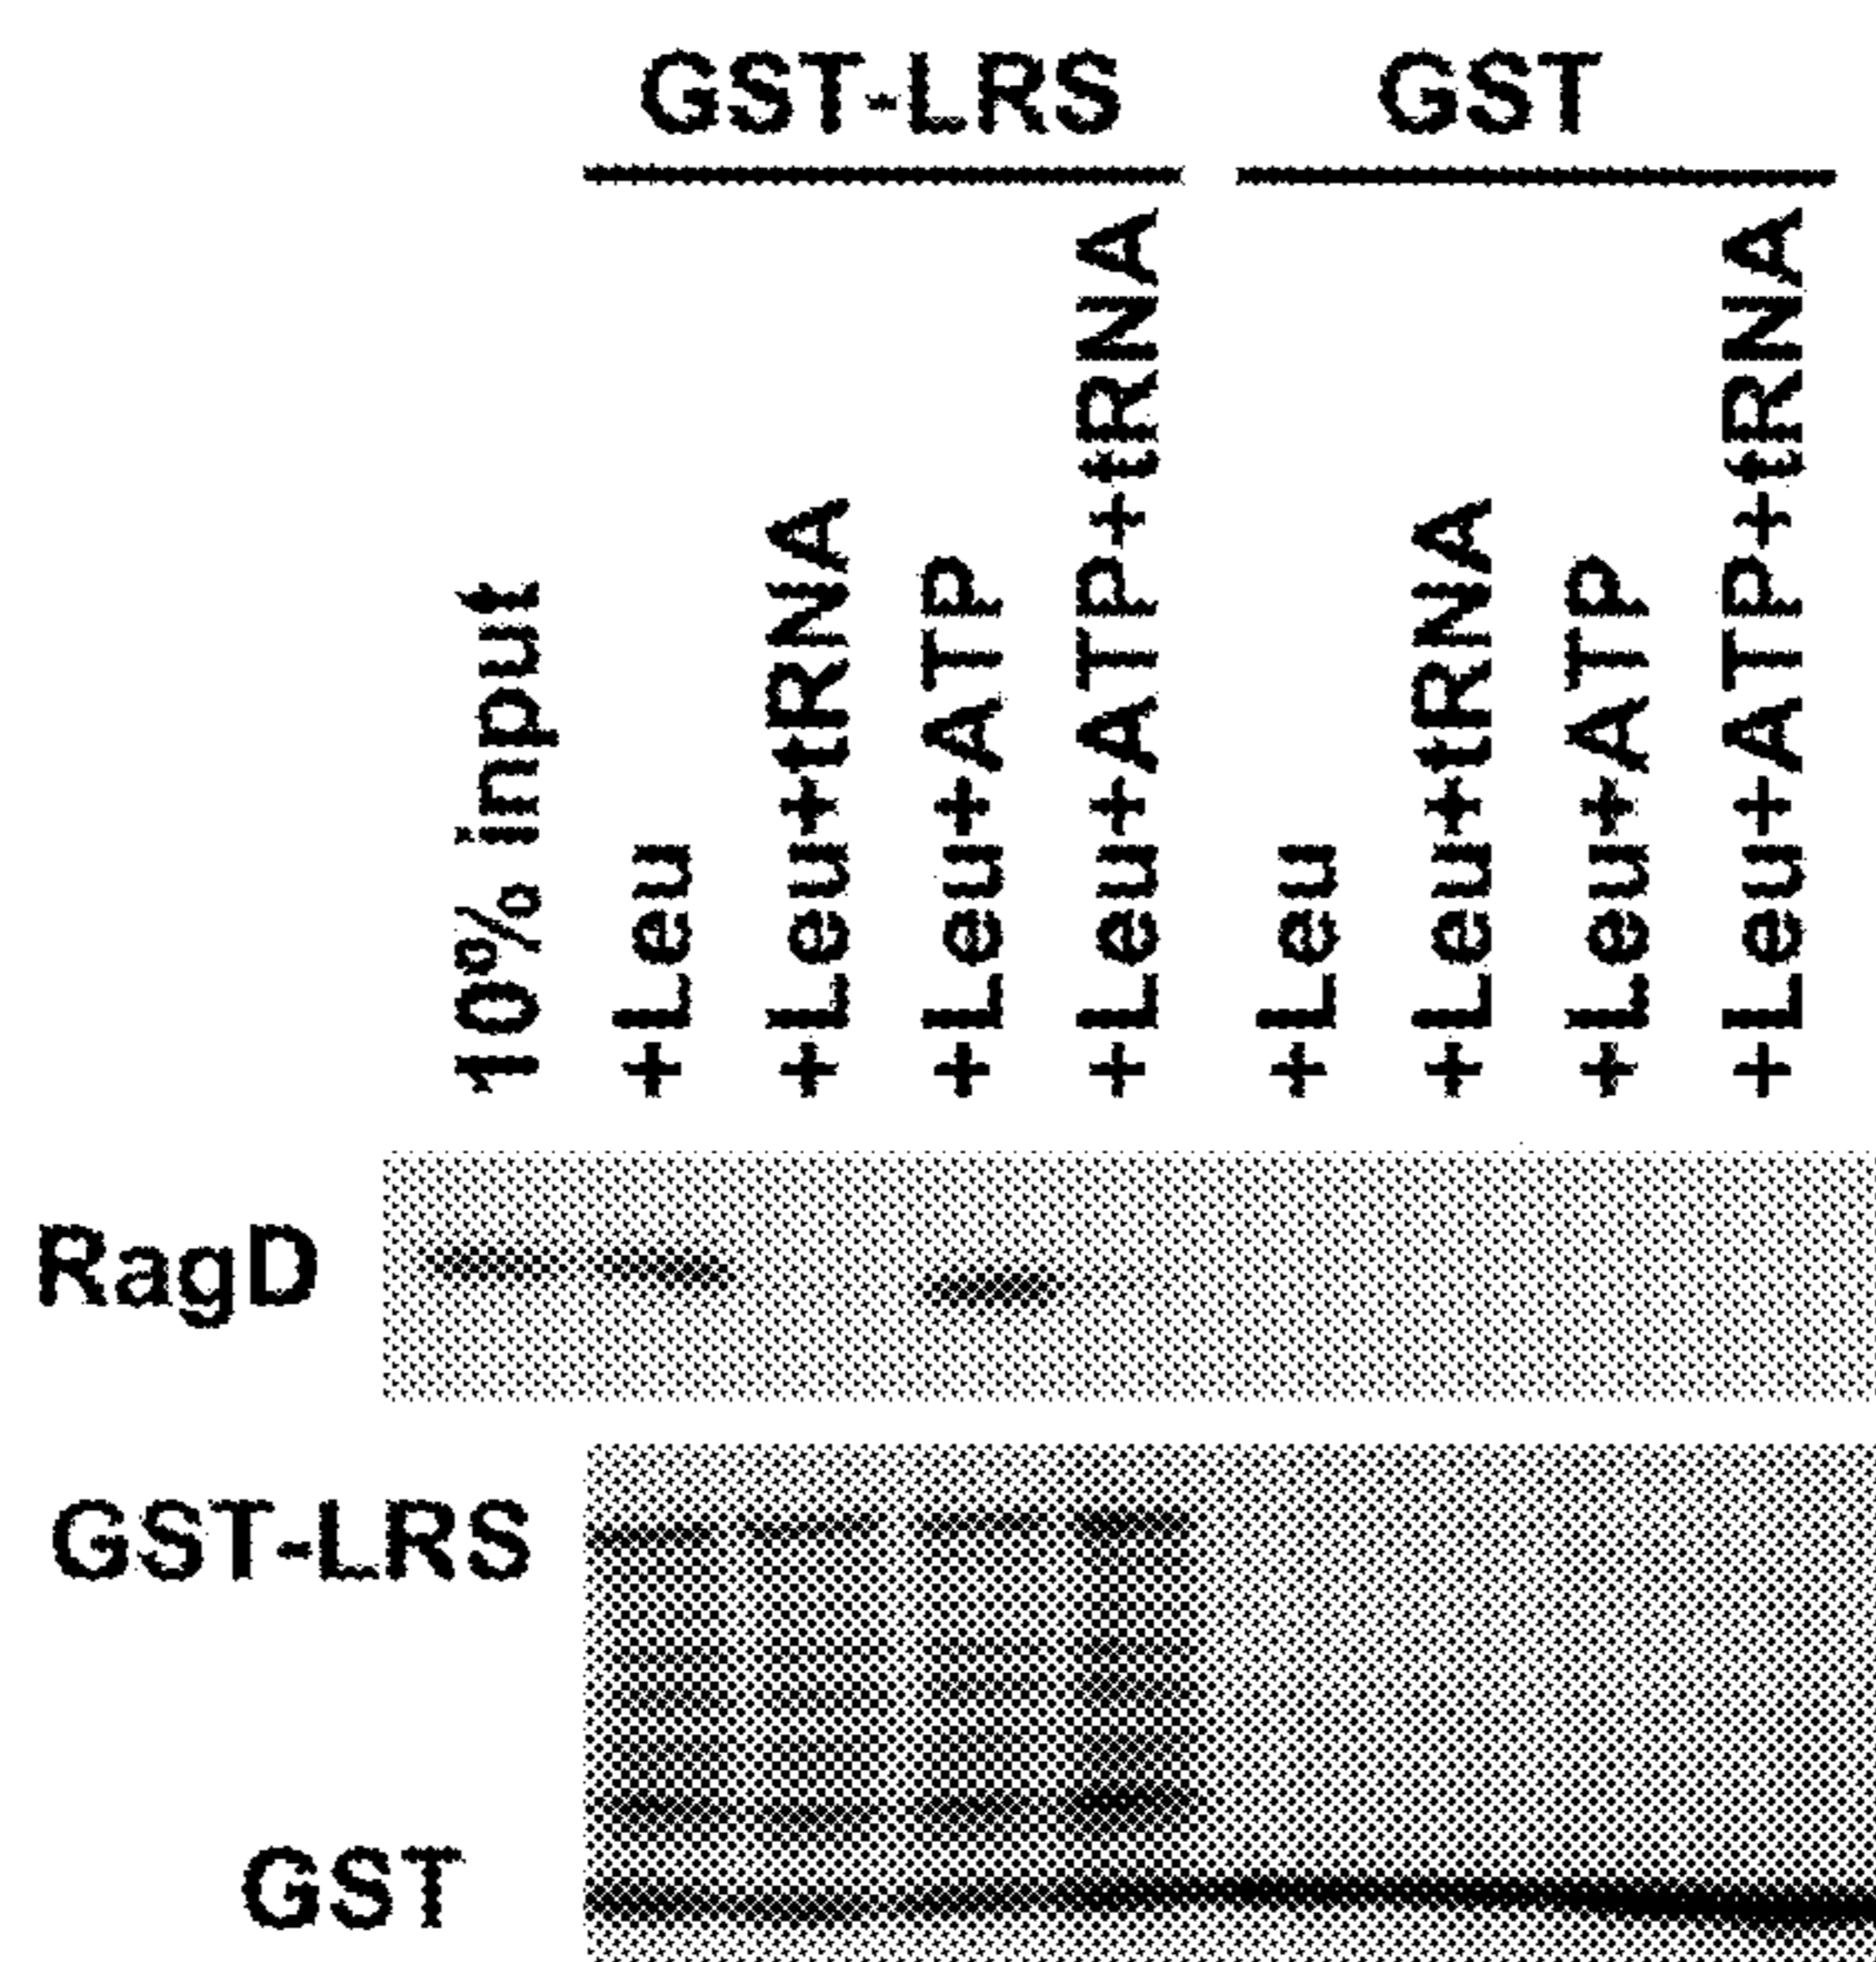 GST-LRS GST
10% input
+Leu
+Leu+tRNA
+Leu+ATP
+Leu+ATP+tRNA
+Leu
+Leu+tRNA
+Leu+ATP
+Leu+ATP+tRNA
RagD
GST-LRS
GST